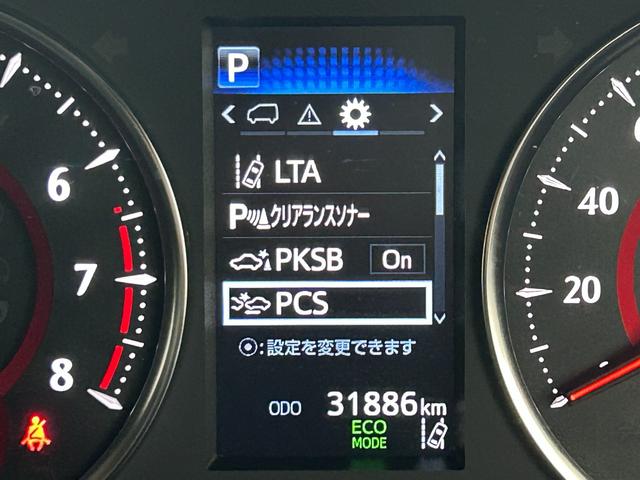 P
LTA
Pクリアランスソナー
PKSB On
PCS
:設定を変更できます
ODO 31886km
ECO
MODE
6
7
8
40
20